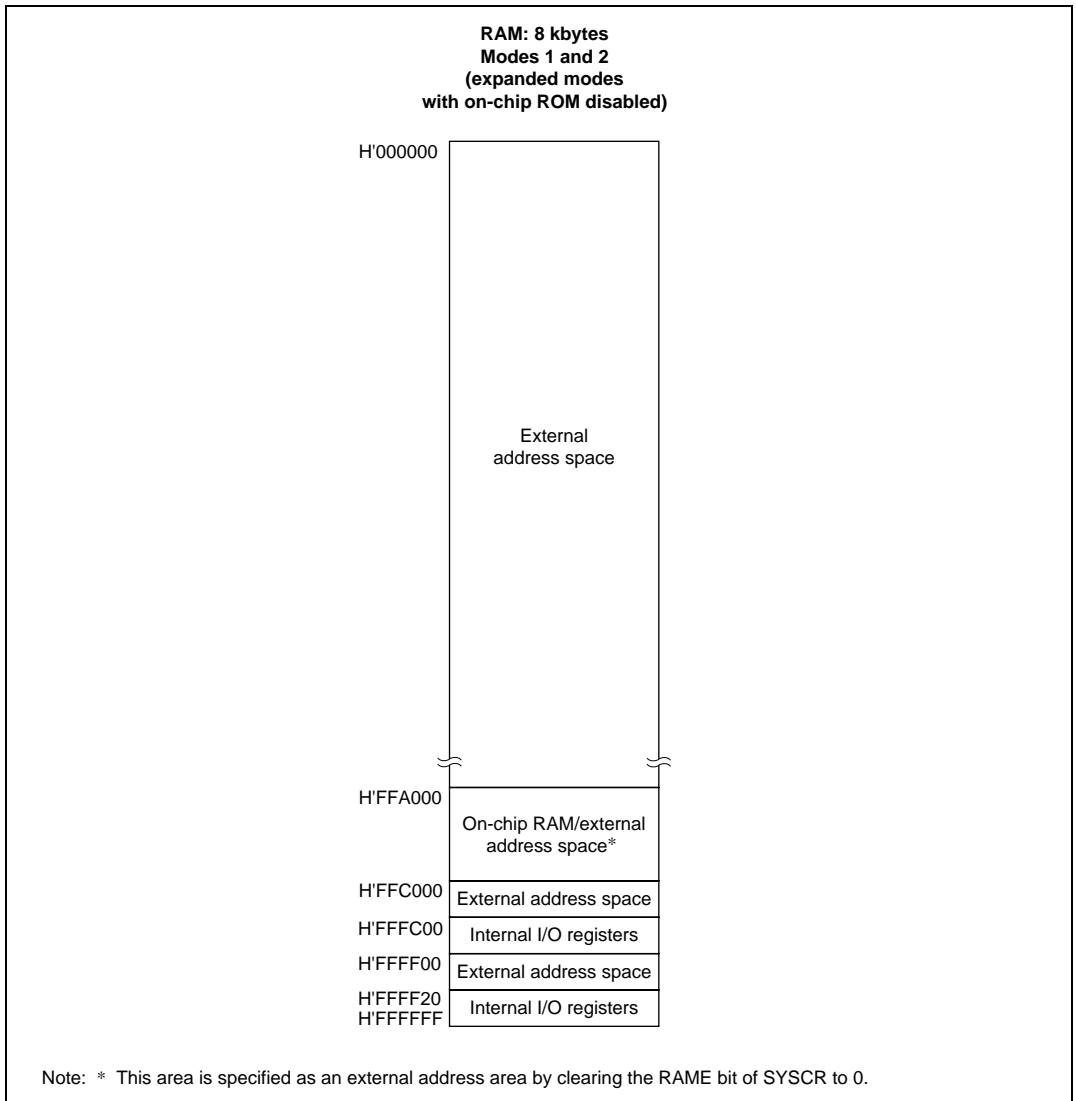 RAM: 8 kbytes
Modes 1 and 2
(expanded modes
with on-chip ROM disabled)
H'000000
External
address space
H'FFA000
On-chip RAM/external
address space*
H'FFC000
External address space
H'FFFC00
Internal I/O registers
H'FFFF00
External address space
H'FFFF20
Internal I/O registers
H'FFFFFF
Note: * This area is specified as an external address area by clearing the RAME bit of SYSCR to 0.